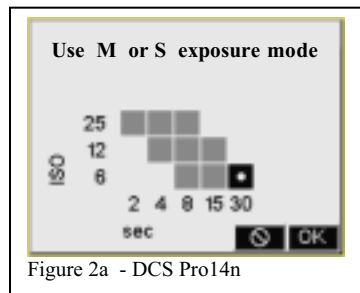 Use M or S exposure mode
25
12
ISO
6
2 4 8 15 30
sec
OK
Figure 2a - DCS Pro14n